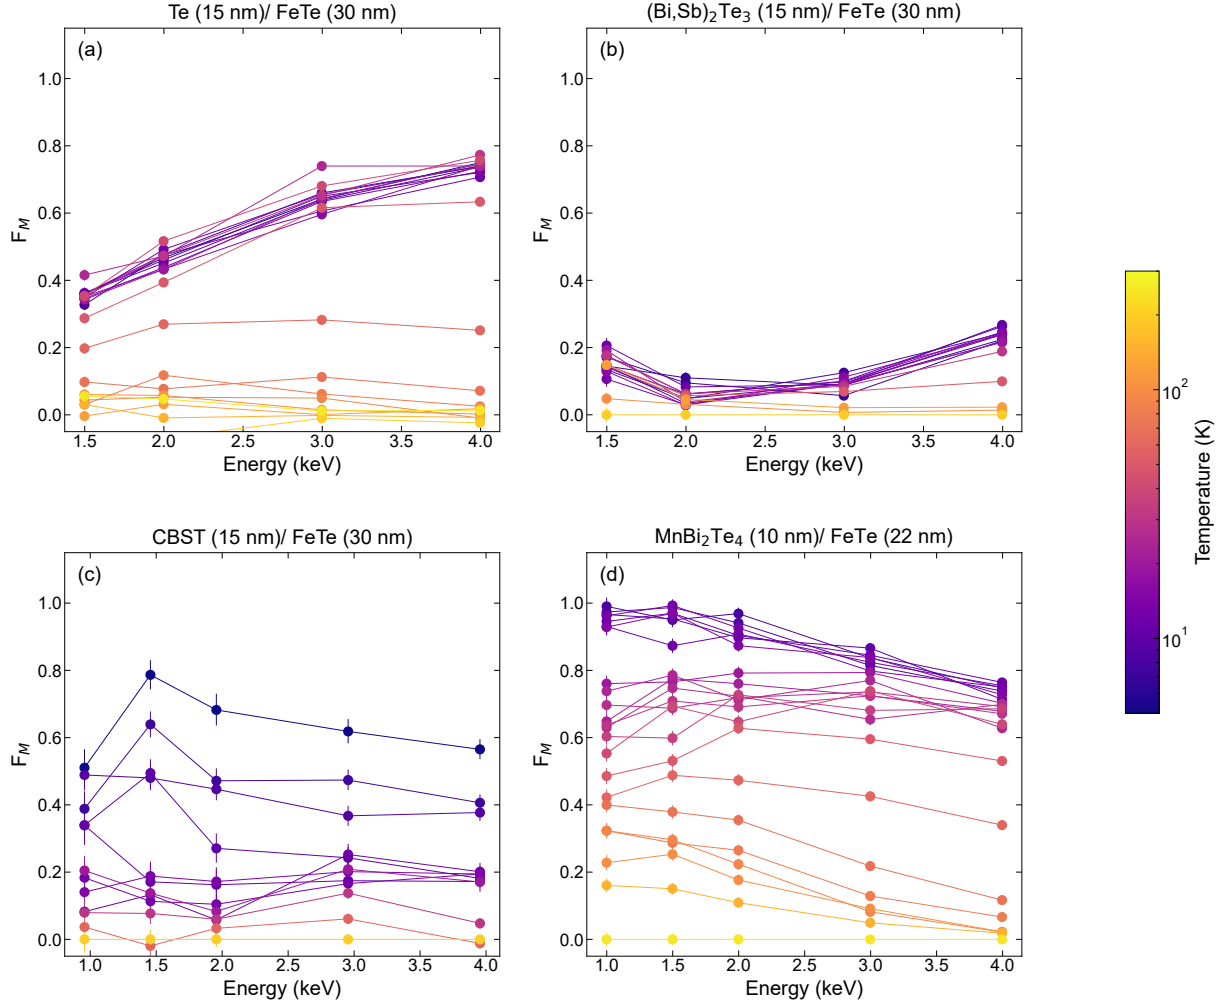 Te (15 nm)/ FeTe (30 nm)
(a)
1.0
0.8
0.6
0.4
0.2
0.0
F_M
1.5 2.0 2.5 3.0 3.5 4.0
Energy (keV)
(Bi,Sb)₂Te₃ (15 nm)/ FeTe (30 nm)
(b)
1.0
0.8
0.6
0.4
0.2
0.0
F_M
1.5 2.0 2.5 3.0 3.5 4.0
Energy (keV)
CBST (15 nm)/ FeTe (30 nm)
(c)
1.0
0.8
0.6
0.4
0.2
0.0
F_M
1.0 1.5 2.0 2.5 3.0 3.5 4.0
Energy (keV)
MnBi₂Te₄ (10 nm)/ FeTe (22 nm)
(d)
1.0
0.8
0.6
0.4
0.2
0.0
F_M
1.0 1.5 2.0 2.5 3.0 3.5 4.0
Energy (keV)
10²
10¹
Temperature (K)